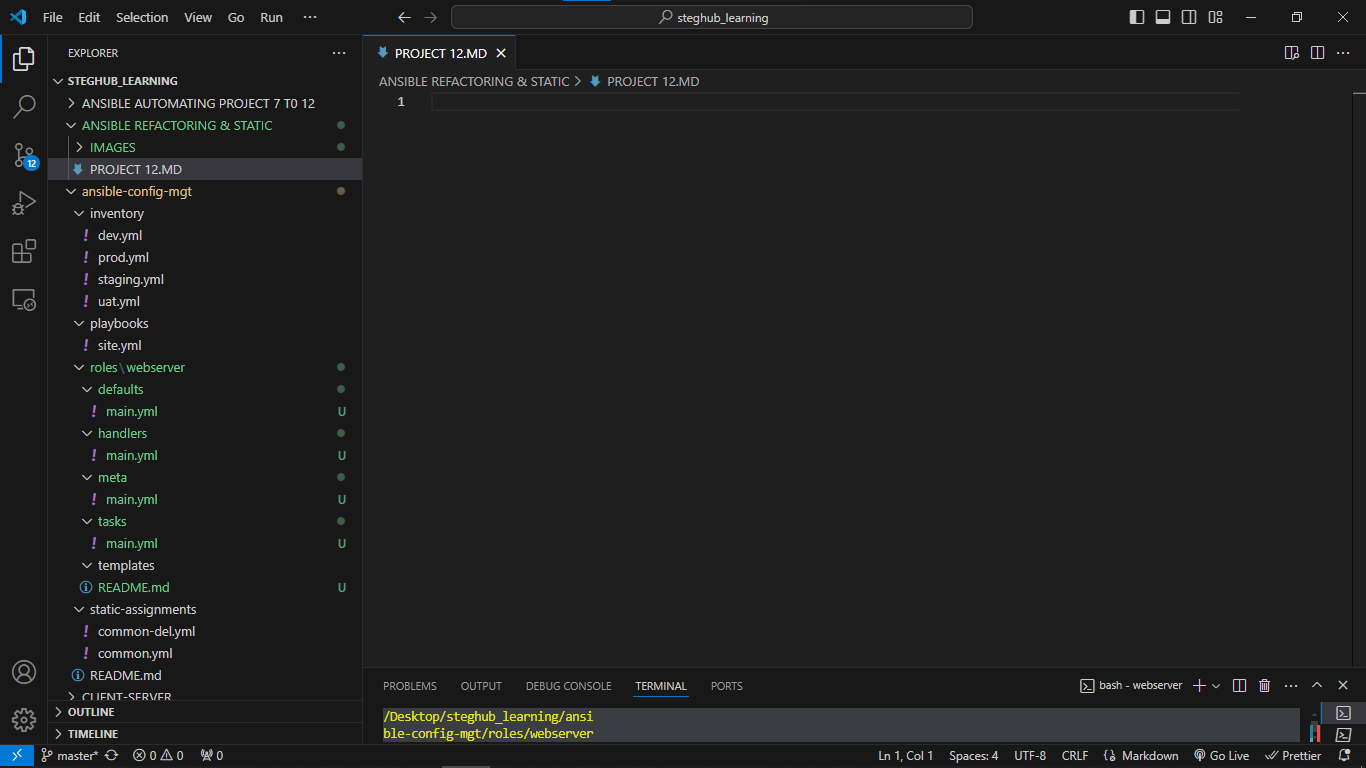 File Edit Selection View Go Run ···
steghub_learning
EXPLORER
STEGHUB_LEARNING
ANSIBLE AUTOMATING PROJECT 7 T0 12
ANSIBLE REFACTORING & STATIC
IMAGES
PROJECT 12.MD
ansible-config-mgt
inventory
! dev.yml
! prod.yml
! staging.yml
! uat.yml
playbooks
! site.yml
roles\webserver
defaults
! main.yml U
handlers
! main.yml U
meta
! main.yml U
tasks
! main.yml U
templates
README.md U
static-assignments
! common-del.yml
! common.yml
README.md
CLIENT-SERVER
OUTLINE
TIMELINE
12
PROJECT 12.MD
ANSIBLE REFACTORING & STATIC > PROJECT 12.MD
1
PROBLEMS OUTPUT DEBUG CONSOLE TERMINAL PORTS
bash - webserver
/Desktop/steghub_learning/ansi
ble-config-mgt/roles/webserver
master* 0 0 0
Ln 1, Col 1 Spaces: 4 UTF-8 CRLF Markdown Go Live Prettier